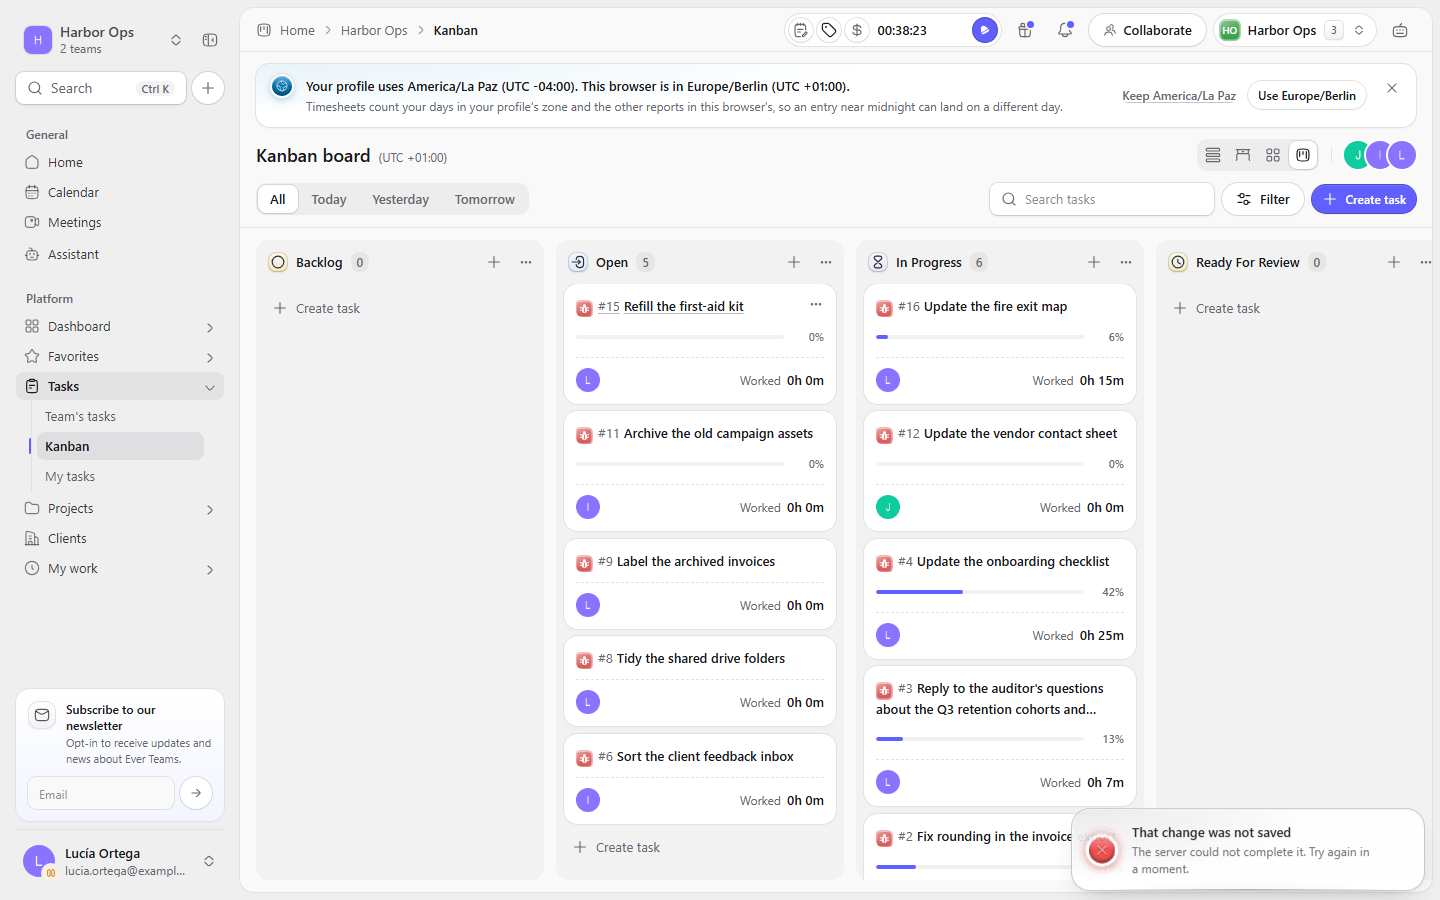 H
Harbor Ops
2 teams
Search
Ctrl K
General
Home
Calendar
Meetings
Assistant
Platform
Dashboard
Favorites
Tasks
Team's tasks
Kanban
My tasks
Projects
Clients
My work
Subscribe to our
newsletter
Opt-in to receive updates and
news about Ever Teams.
Email
L
Lucía Ortega
lucia.ortega@exampl...
Home
Harbor Ops
Kanban
00:38:23
Collaborate
HO
Harbor Ops
3
Your profile uses America/La Paz (UTC -04:00). This browser is in Europe/Berlin (UTC +01:00).
Timesheets count your days in your profile's zone and the other reports in this browser's, so an entry near midnight can land on a different day.
Keep America/La Paz
Use Europe/Berlin
Kanban board
(UTC +01:00)
J
I
L
All
Today
Yesterday
Tomorrow
Search tasks
Filter
Create task
Backlog
0
Create task
Open
5
#15 Refill the first-aid kit
0%
L
Worked 0h 0m
#11 Archive the old campaign assets
0%
I
Worked 0h 0m
#9 Label the archived invoices
L
Worked 0h 0m
#8 Tidy the shared drive folders
L
Worked 0h 0m
#6 Sort the client feedback inbox
I
Worked 0h 0m
Create task
In Progress
6
#16 Update the fire exit map
6%
L
Worked 0h 15m
#12 Update the vendor contact sheet
0%
J
Worked 0h 0m
#4 Update the onboarding checklist
42%
L
Worked 0h 25m
#3 Reply to the auditor's questions
about the Q3 retention cohorts and...
13%
L
Worked 0h 7m
#2 Fix rounding in the invoice
Ready For Review
0
Create task
That change was not saved
The server could not complete it. Try again in
a moment.